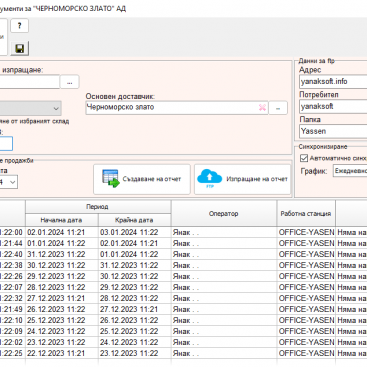 ументи за "ЧЕРНОМОРСКО ЗЛАТО" АД
?
изпращане:
...
Основен доставчик:
Черноморско злато
...
яне от избраният склад
Данни за ftp
Адрес
yanaksoft.info
Потребител
yanaksoft
Папка
Yassen
Синхронизиране
Автоматично синх
График:
Ежедневно
е продажби
та
Създаване на отчет
Изпращане на отчет
Период
Начална дата
Крайна дата
Оператор
Работна станция
1:22:00 02.01.2024 11:21 03.01.2024 11:22 Янак . . OFFICE-YASEN Няма на
1:21:44 01.01.2024 11:21 02.01.2024 11:22 Янак . . OFFICE-YASEN Няма на
1:22:40 31.12.2023 11:22 01.01.2024 11:22 Янак . . OFFICE-YASEN Няма на
1:22:38 30.12.2023 11:22 31.12.2023 11:22 Янак . . OFFICE-YASEN Няма на
1:22:26 29.12.2023 11:22 30.12.2023 11:22 Янак . . OFFICE-YASEN Няма на
1:22:07 28.12.2023 11:22 29.12.2023 11:22 Янак . . OFFICE-YASEN Няма на
1:22:32 27.12.2023 11:21 28.12.2023 11:22 Янак . . OFFICE-YASEN Няма на
1:21:49 26.12.2023 11:22 27.12.2023 11:22 Янак . . OFFICE-YASEN Няма на
1:22:10 25.12.2023 11:22 26.12.2023 11:22 Янак . . OFFICE-YASEN Няма на
1:22:09 24.12.2023 11:22 25.12.2023 11:22 Янак . . OFFICE-YASEN Няма на
1:22:02 23.12.2023 11:22 24.12.2023 11:22 Янак . . OFFICE-YASEN Няма на
1:22:25 22.12.2023 11:21 23.12.2023 11:22 Янак . . OFFICE-YASEN Няма на